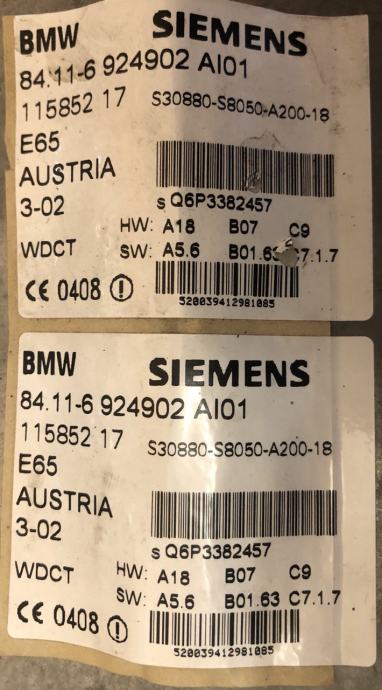 BMW SIEMENS
84.11-6 924902 AI01
115852 17 S30880-S8050-A200-18
E65
AUSTRIA
3-02 s Q6P3382457
HW: A18 B07 C9
WDCT SW: A5.6 B01.63 C7.1.7
CE 0408
520039412981085
BMW SIEMENS
84.11-6 924902 AI01
115852 17 S30880-S8050-A200-18
E65
AUSTRIA
3-02 s Q6P3382457
WDCT HW: A18 B07 C9
SW: A5.6 B01.63 C7.1.7
CE 0408
520039412981085